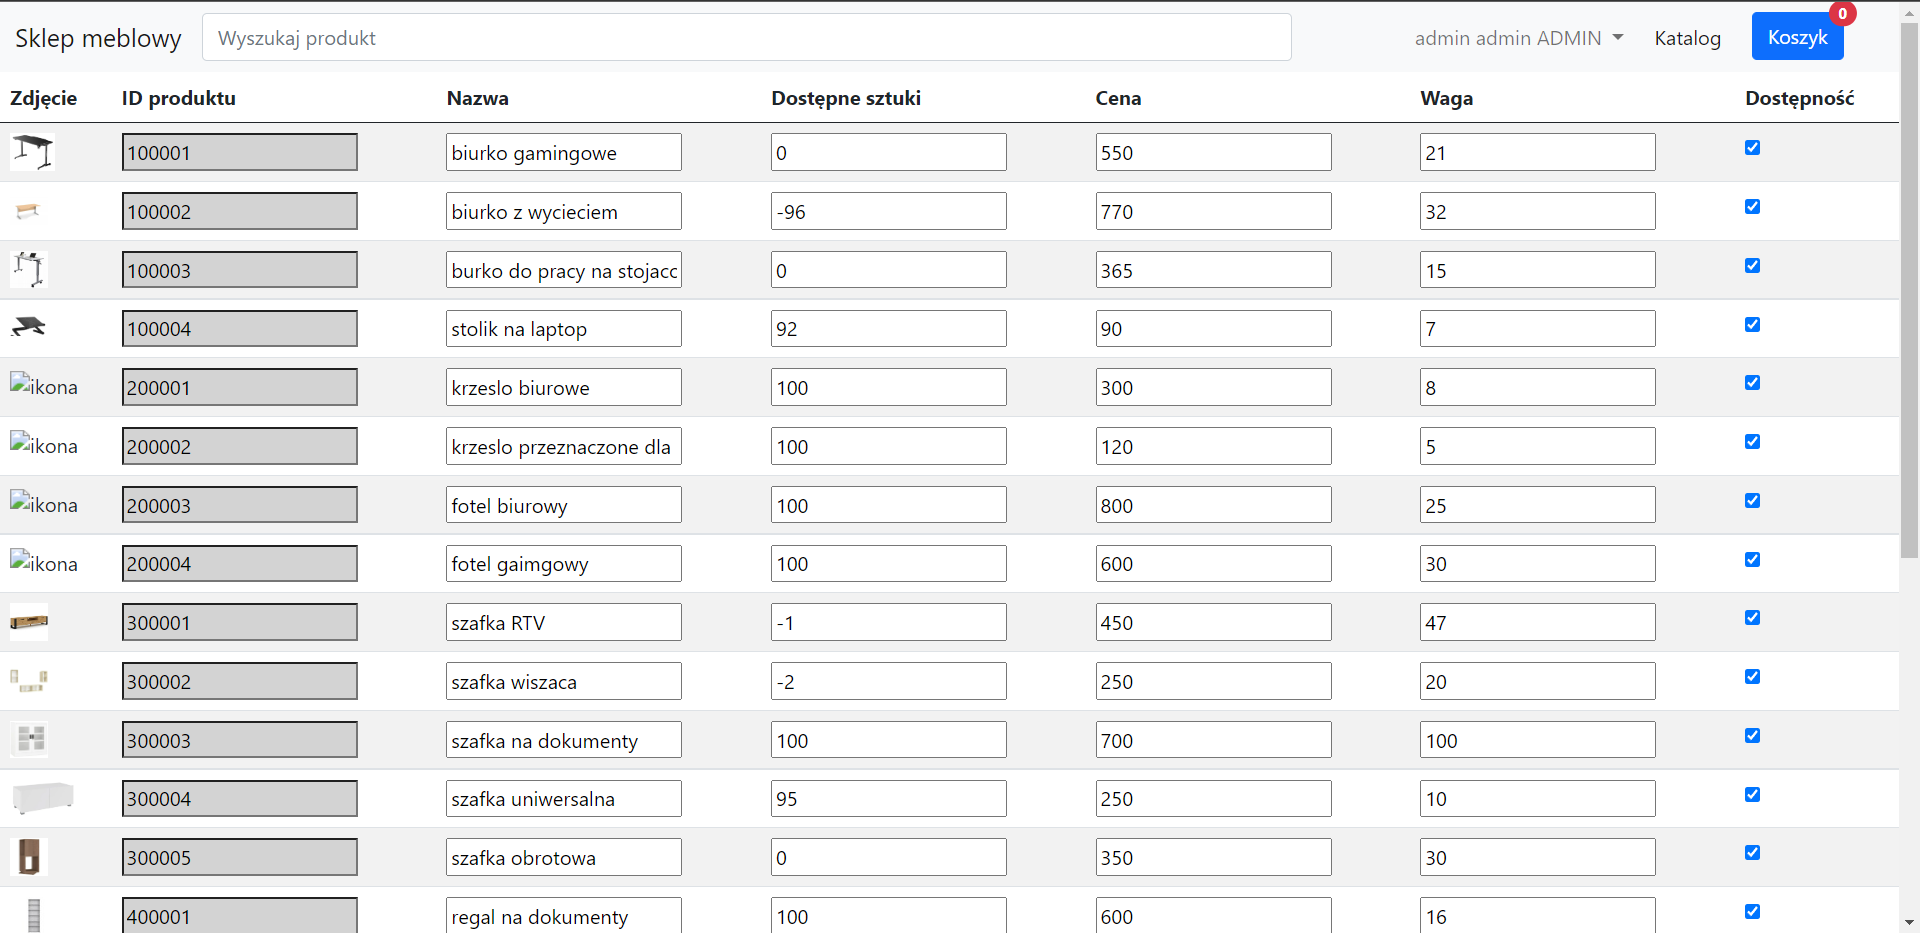 Sklep meblowy Wyszukaj produkt admin admin ADMIN Katalog Koszyk 0
Zdjęcie ID produktu Nazwa Dostępne sztuki Cena Waga Dostępność
100001 biurko gamingowe 0 550 21
100002 biurko z wycieciem -96 770 32
100003 burko do pracy na stojacc 0 365 15
100004 stolik na laptop 92 90 7
ikona 200001 krzeslo biurowe 100 300 8
ikona 200002 krzeslo przeznaczone dla 100 120 5
ikona 200003 fotel biurowy 100 800 25
ikona 200004 fotel gaimgowy 100 600 30
300001 szafka RTV -1 450 47
300002 szafka wiszaca -2 250 20
300003 szafka na dokumenty 100 700 100
300004 szafka uniwersalna 95 250 10
300005 szafka obrotowa 0 350 30
400001 regal na dokumenty 100 600 16